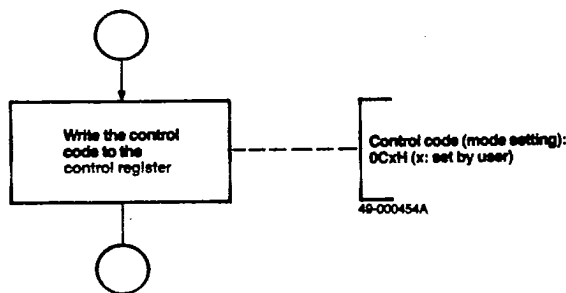 Write the control
code to the
control register
Control code (mode setting):
0CxH (x: set by user)
49-000454A